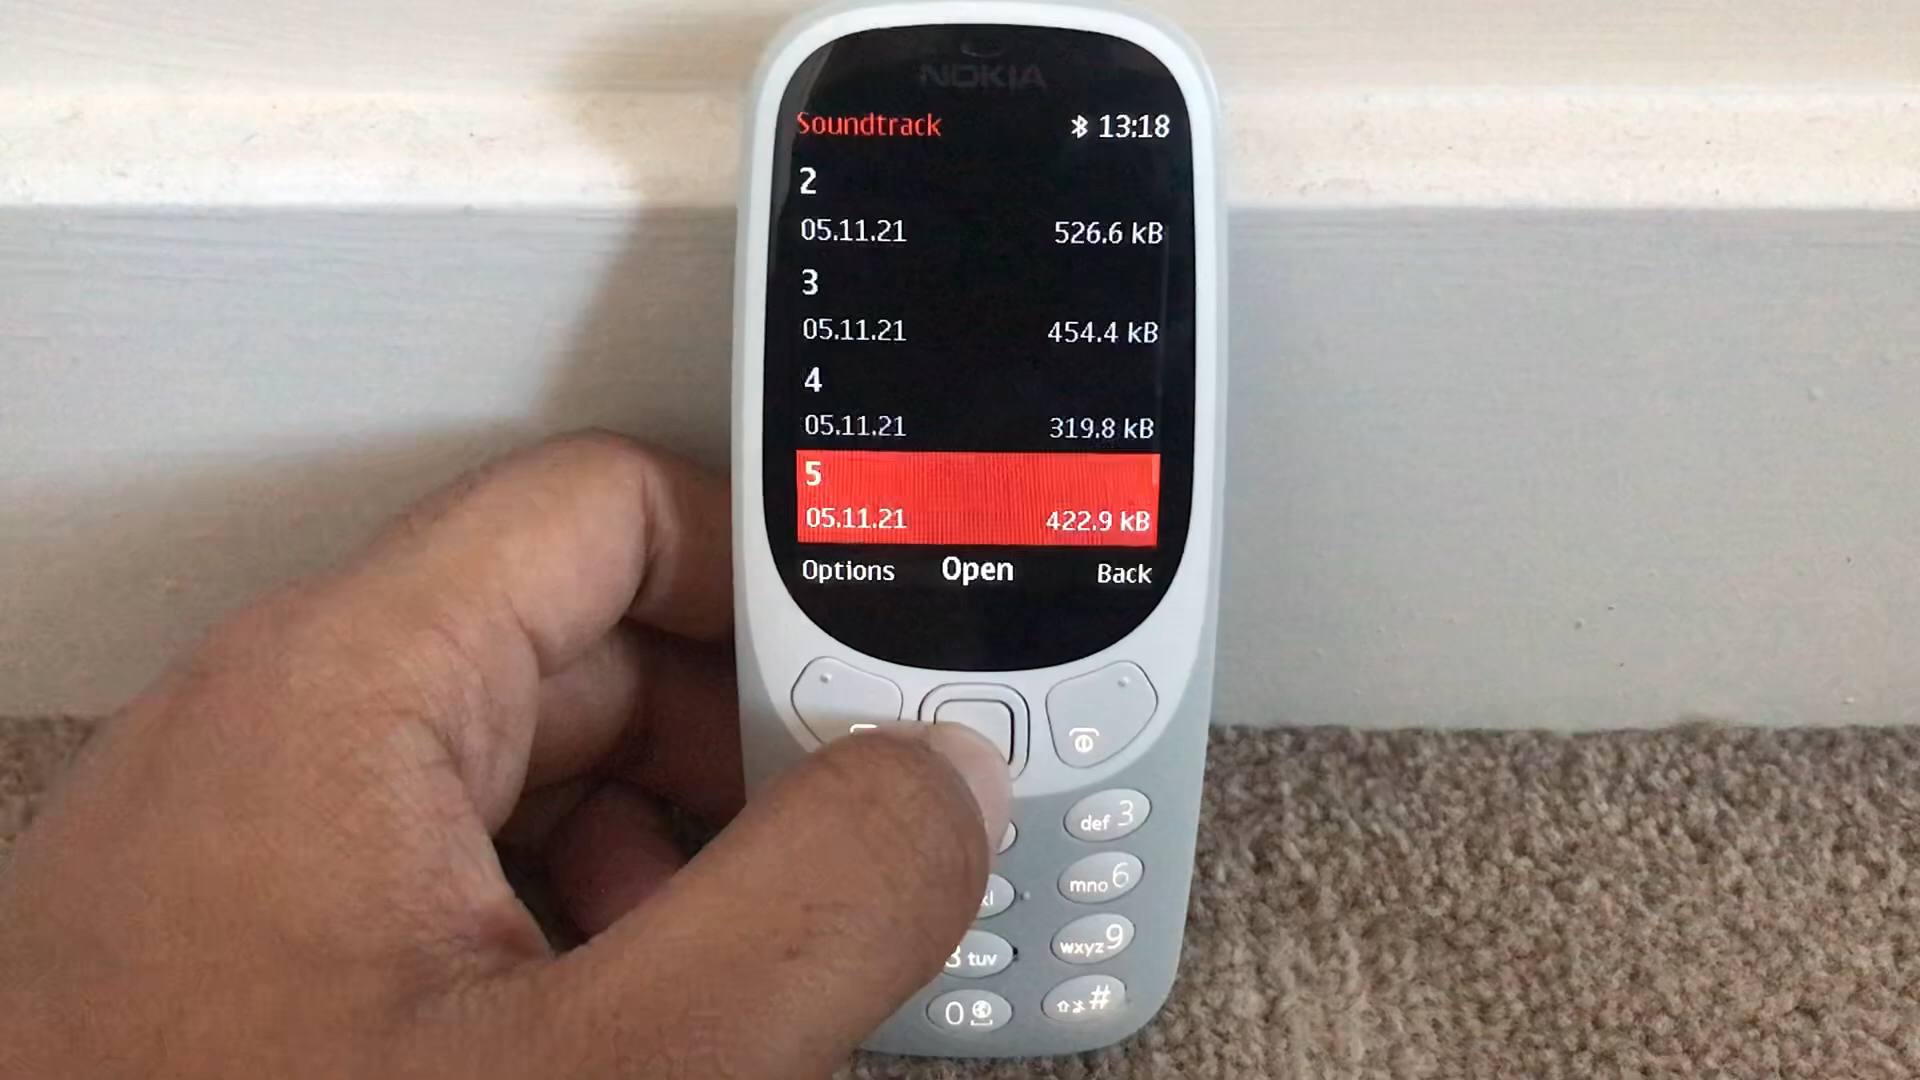 NOKIA
Soundtrack 13:18
2
05.11.21 526.6 kB
3
05.11.21 454.4 kB
4
05.11.21 319.8 kB
5
05.11.21 422.9 kB
Options Open Back
def 3
mno 6
tuv wxyz 9
0 #